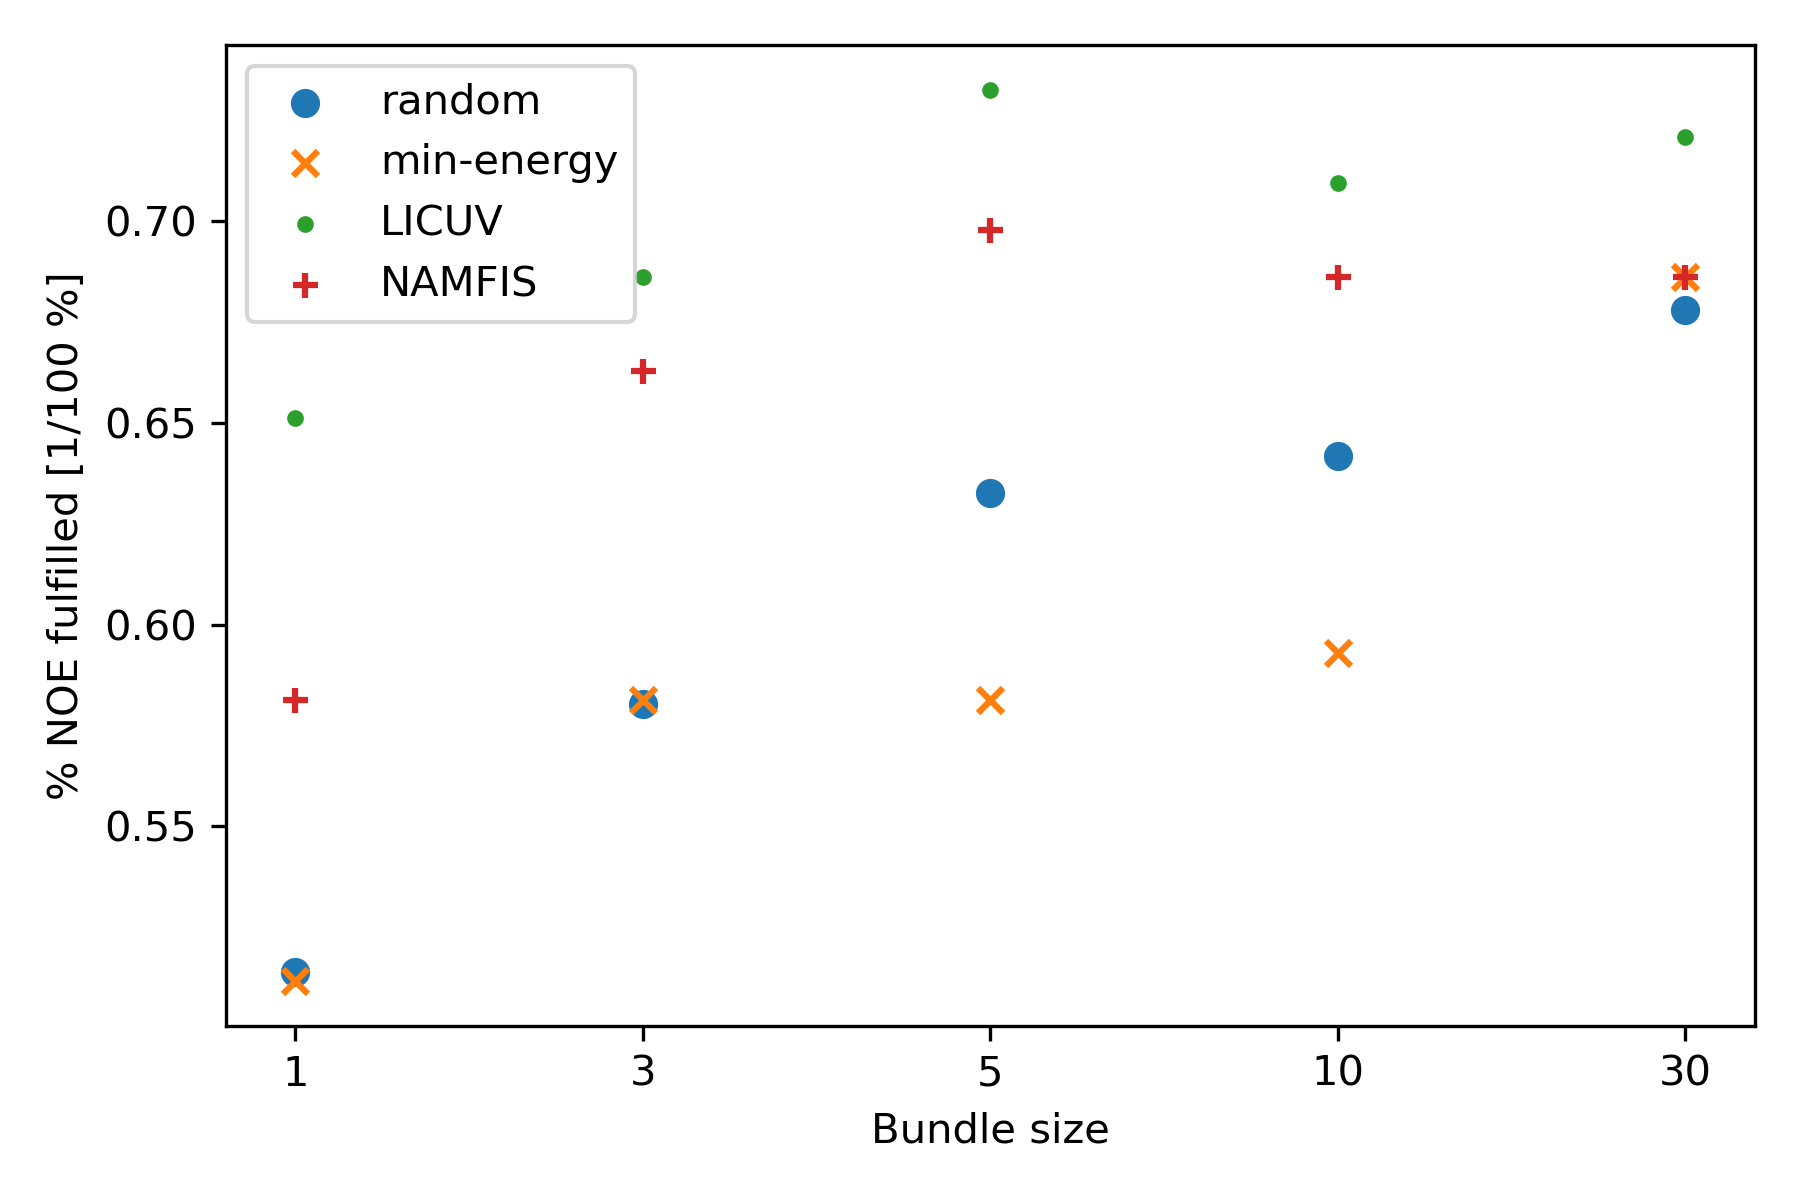 random
min-energy
LICUV
NAMFIS
% NOE fulfilled [1/100 %]
0.70
0.65
0.60
0.55
1 3 5 10 30
Bundle size